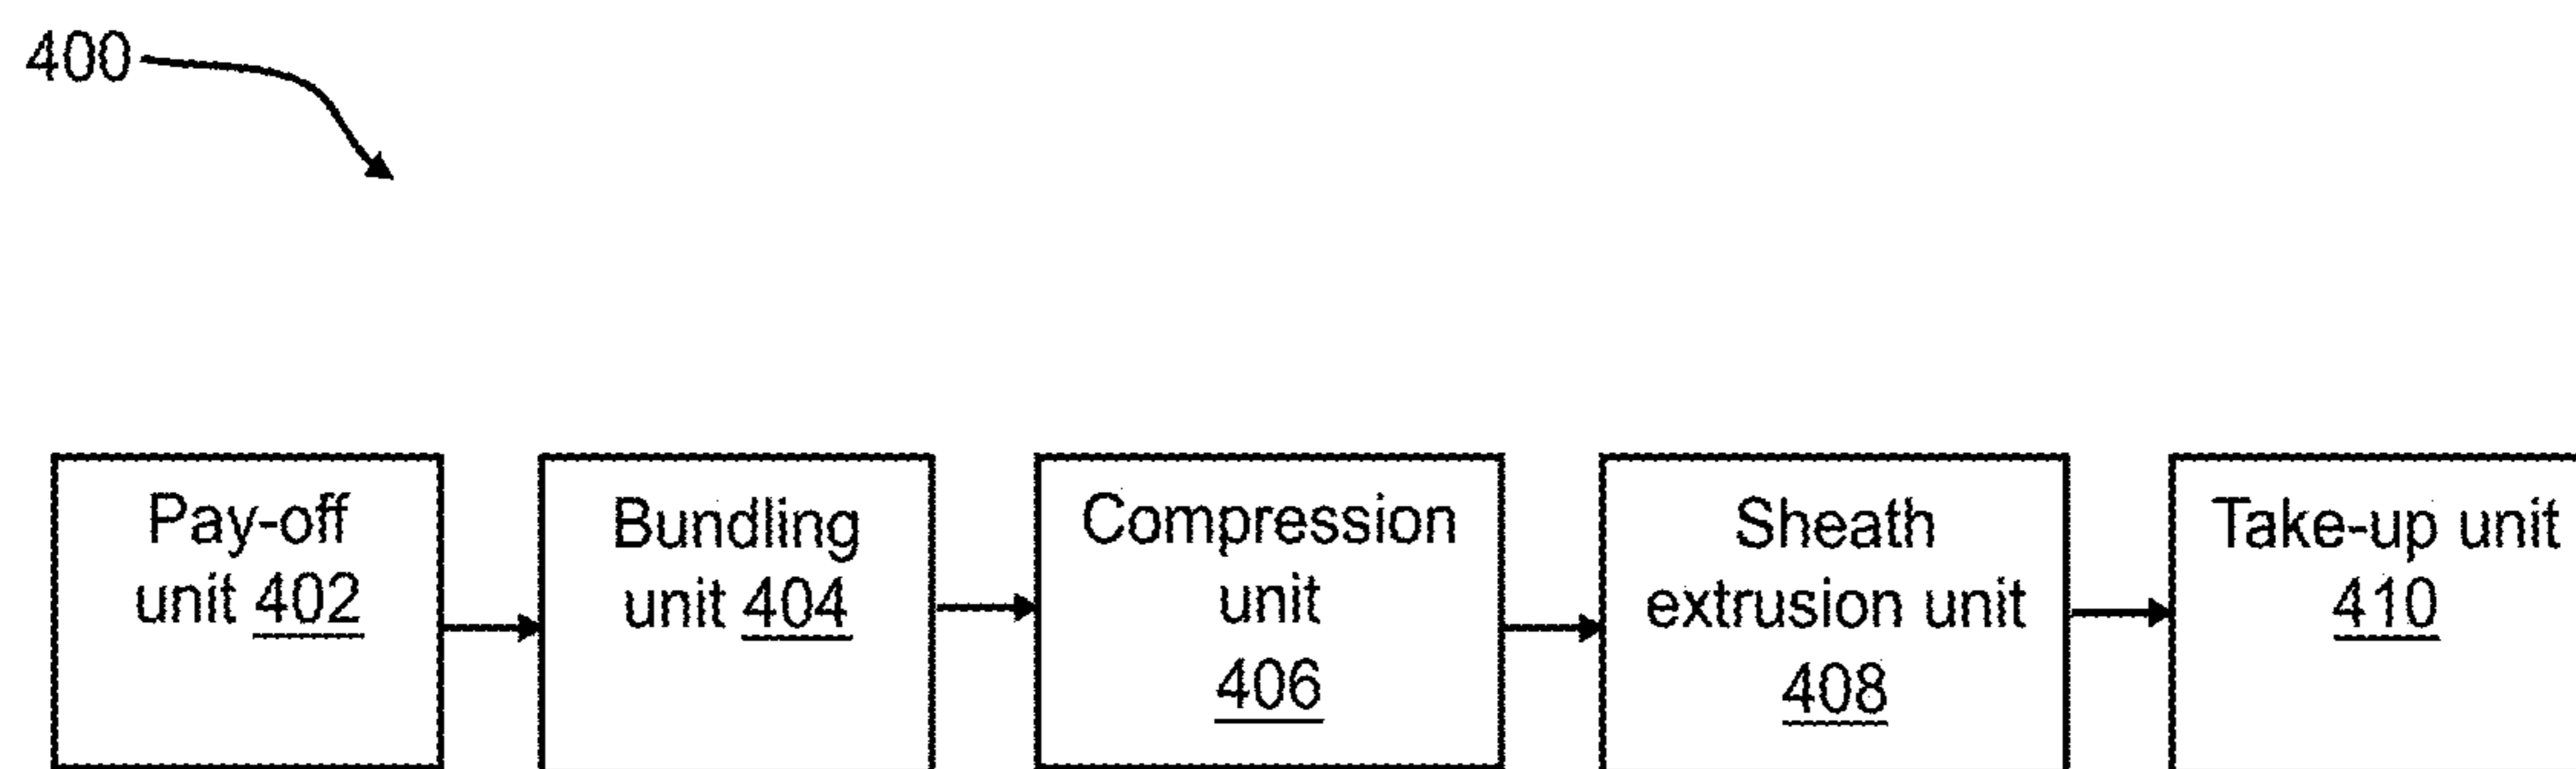 400
Pay-off
unit 402
Bundling
unit 404
Compression
unit
406
Sheath
extrusion unit
408
Take-up unit
410